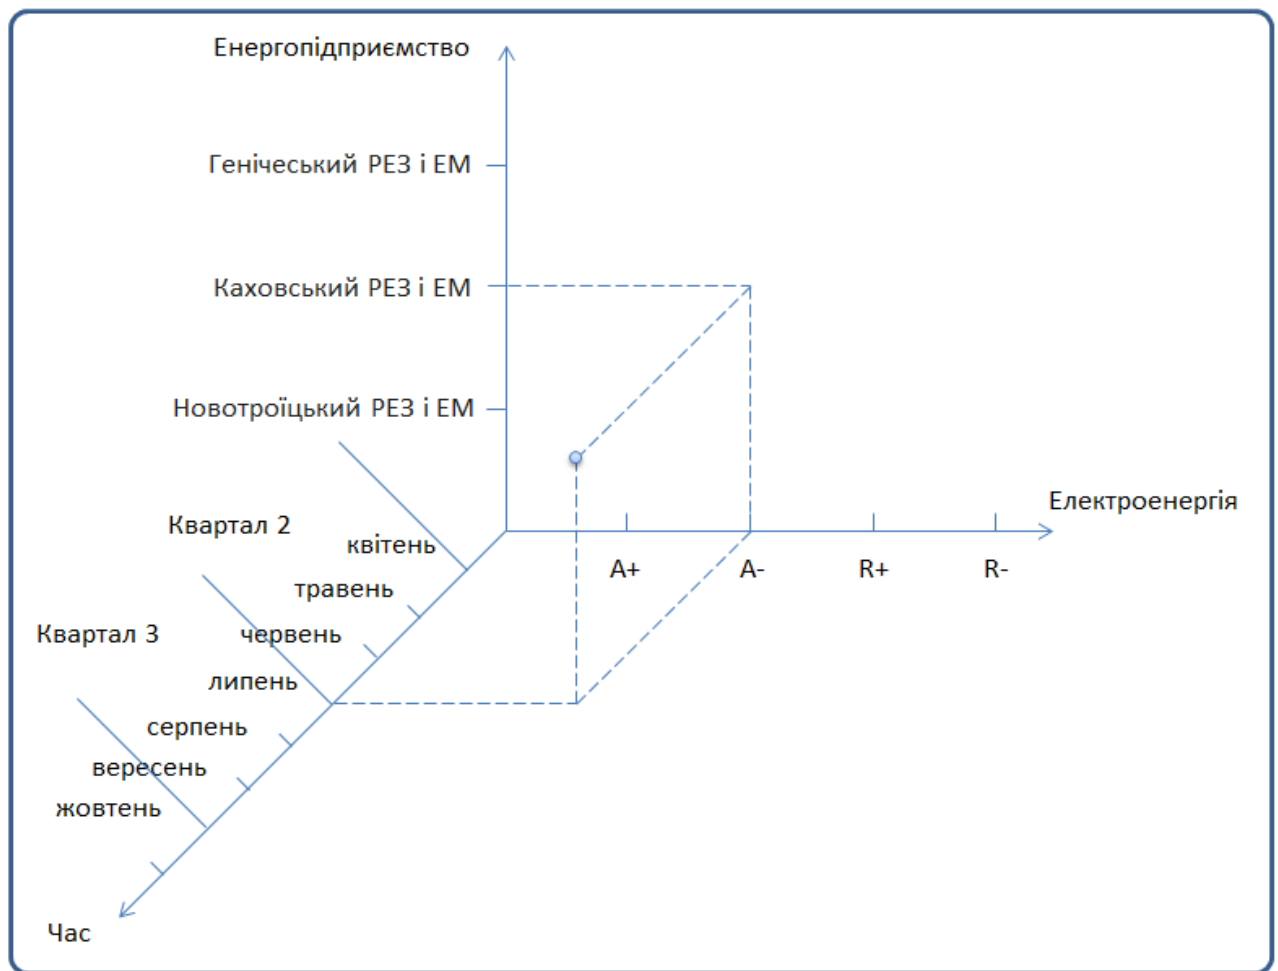 Енергопідприємство
Генічеський РЕЗ і ЕМ
Каховський РЕЗ і ЕМ
Новотроїцький РЕЗ і ЕМ
Електроенергія
A+ A- R+ R-
Квартал 2
квітень
травень
Квартал 3
червень
липень
серпень
вересень
жовтень
Час